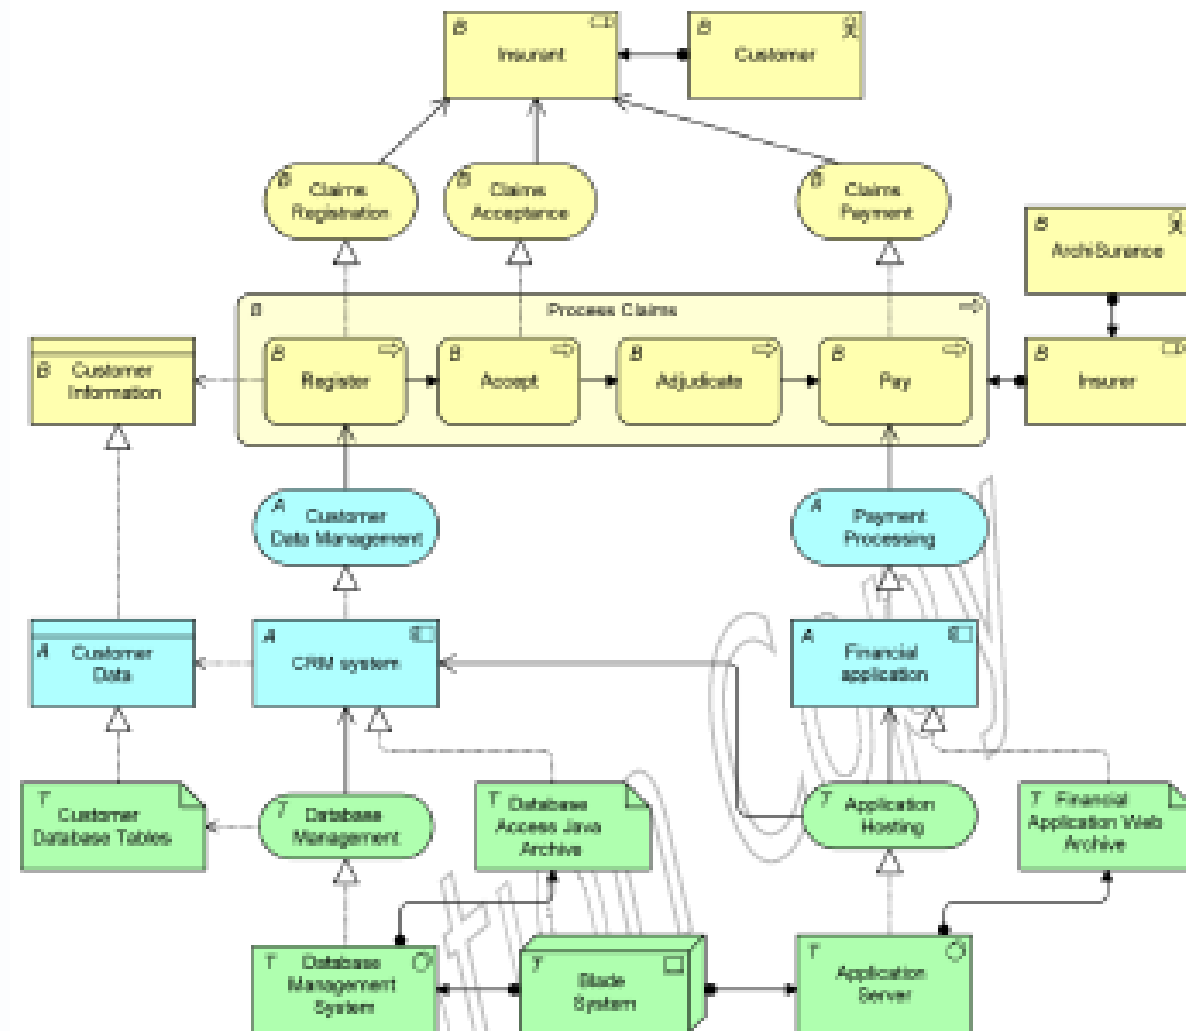 B
Insurant
B
Customer
B
Claims
Registration
B
Claims
Acceptance
B
Claims
Payment
B
ArchiSurance
B
Process Claims
B
Customer
Information
B
Register
B
Accept
B
Adjudicate
B
Pay
B
Insurer
A
Customer
Data Management
A
Payment
Processing
A
Customer
Data
A
CRM system
A
Financial
application
T
Customer
Database Tables
T
Database
Management
T Database
Access Java
Archive
T
Application
Hosting
T Financial
Application Web
Archive
T Database
Management
System
T
Blade
System
T
Application
Server